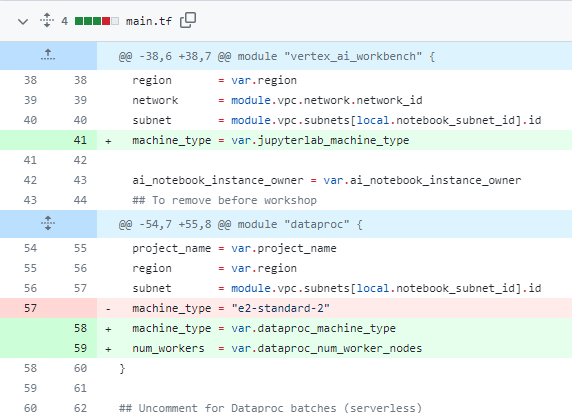 4 main.tf
@@ -38,6 +38,7 @@ module "vertex_ai_workbench" {
38 38 region = var.region
39 39 network = module.vpc.network.network_id
40 40 subnet = module.vpc.subnets[local.notebook_subnet_id].id
41 + machine_type = var.jupyterlab_machine_type
41 42
42 43 ai_notebook_instance_owner = var.ai_notebook_instance_owner
43 44 ## To remove before workshop
@@ -54,7 +55,8 @@ module "dataproc" {
54 55 project_name = var.project_name
55 56 region = var.region
56 57 subnet = module.vpc.subnets[local.notebook_subnet_id].id
57 - machine_type = "e2-standard-2"
58 + machine_type = var.dataproc_machine_type
59 + num_workers = var.dataproc_num_worker_nodes
58 60 }
59 61
60 62 ## Uncomment for Dataproc batches (serverless)